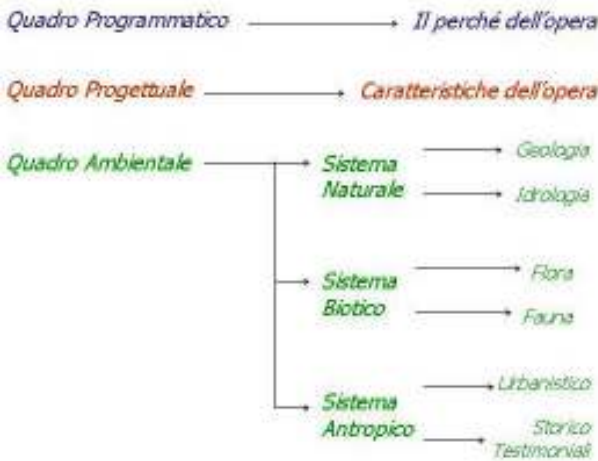 Quadro Programmatico Il perché dell'opera
Quadro Progettuale Caratteristiche dell'opera
Quadro Ambientale
Sistema
Naturale
Geologia
Idrologia
Sistema
Biotico
Flora
Fauna
Sistema
Antropico
Urbanistico
Storico
Testimoniali